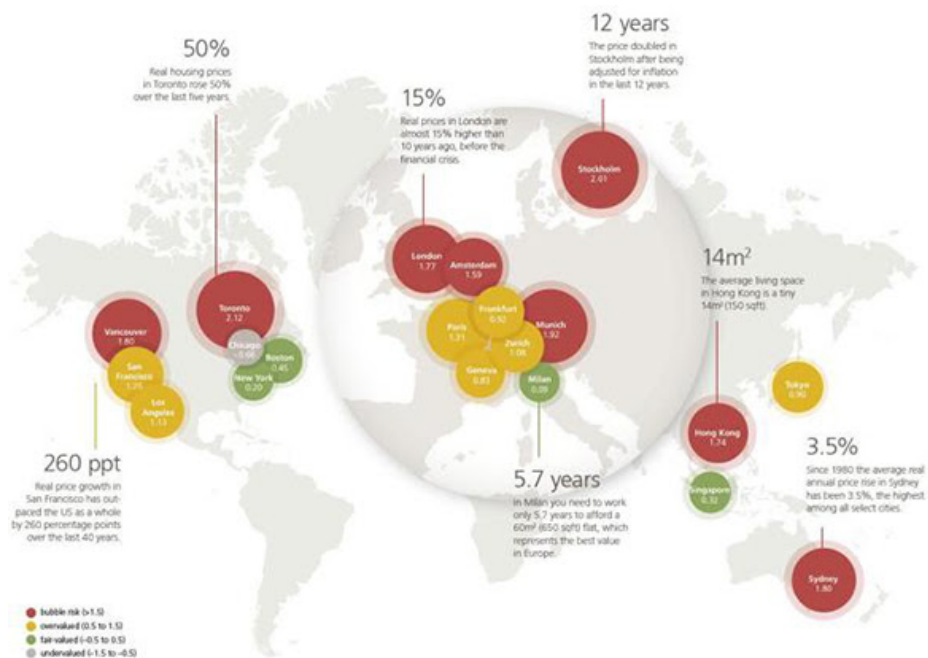 50%
Real housing prices
in Toronto rose 50%
over the last five years.
15%
Real prices in London are
almost 15% higher than
10 years ago, before the
financial crisis.
12 years
The price doubled in
Stockholm after being
adjusted for inflation
in the last 12 years.
Stockholm
2.01
London
1.77
Amsterdam
1.59
14m²
The average living space
in Hong Kong is a tiny
14m² (150 sqft).
Toronto
2.12
Vancouver
1.80
Chicago
Boston
0.45
New York
0.20
San
Francisco
Los
Angeles
1.13
Paris
1.31
Frankfurt
0.92
Munich
1.92
Zurich
1.08
Geneva
0.83
Milan
0.09
Tokyo
0.96
Hong Kong
1.74
Singapore
0.32
Sydney
1.80
260 ppt
Real price growth in
San Francisco has out-
paced the US as a whole
by 260 percentage points
over the last 40 years.
5.7 years
In Milan you need to work
only 5.7 years to afford a
60m² (650 sqft) flat, which
represents the best value
in Europe.
3.5%
Since 1980 the average real
annual price rise in Sydney
has been 3.5%, the highest
among all select cities.
bubble risk (>1.5)
overvalued (0.5 to 1.5)
fair-valued (–0.5 to 0.5)
undervalued (–1.5 to –0.5)